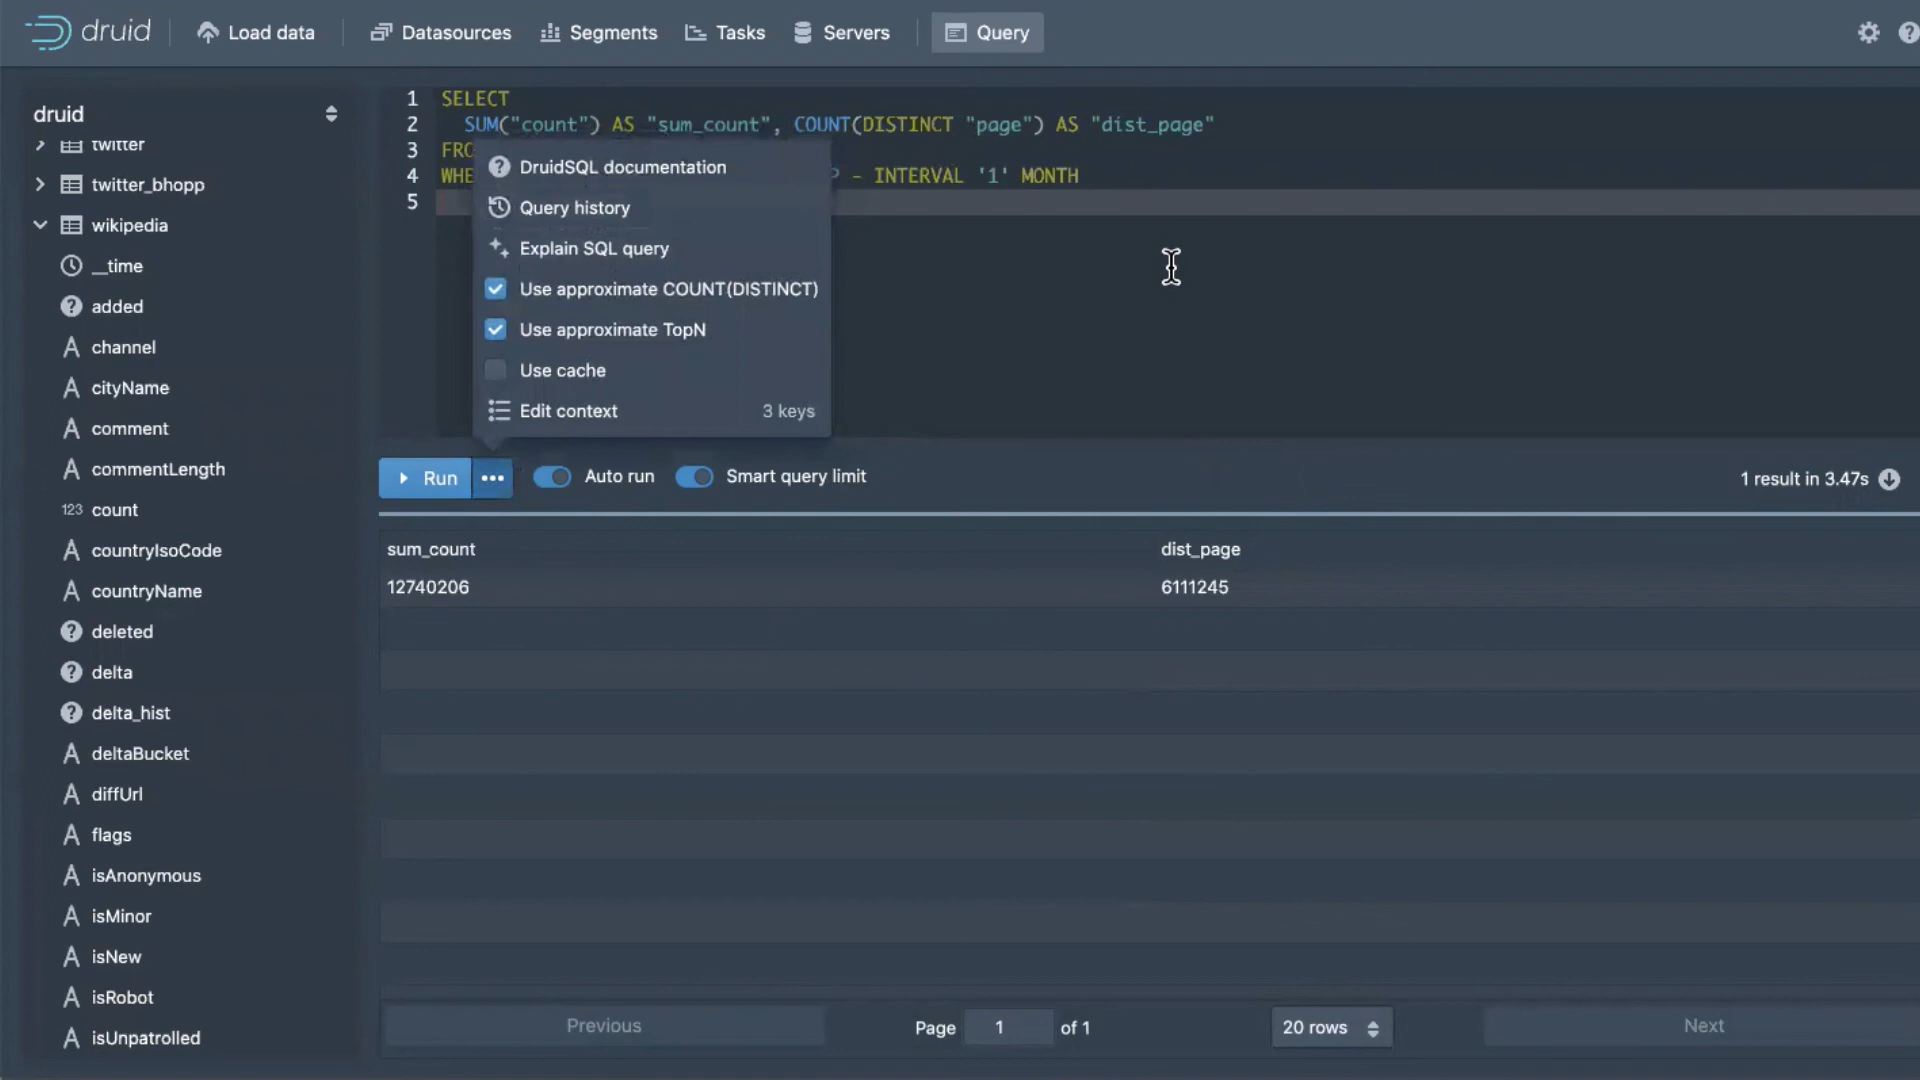 druid
Load data
Datasources
Segments
Tasks
Servers
Query
druid
twitter
twitter_bhopp
wikipedia
__time
added
channel
cityName
comment
commentLength
123 count
countryIsoCode
countryName
deleted
delta
delta_hist
deltaBucket
diffUrl
flags
isAnonymous
isMinor
isNew
isRobot
isUnpatrolled
1 SELECT
2 SUM("count") AS "sum_count", COUNT(DISTINCT "page") AS "dist_page"
3 FRO
4 WHE P - INTERVAL '1' MONTH
5
DruidSQL documentation
Query history
Explain SQL query
Use approximate COUNT(DISTINCT)
Use approximate TopN
Use cache
Edit context 3 keys
Run
Auto run
Smart query limit
1 result in 3.47s
sum_count dist_page
12740206 6111245
Previous
Page 1 of 1
20 rows
Next